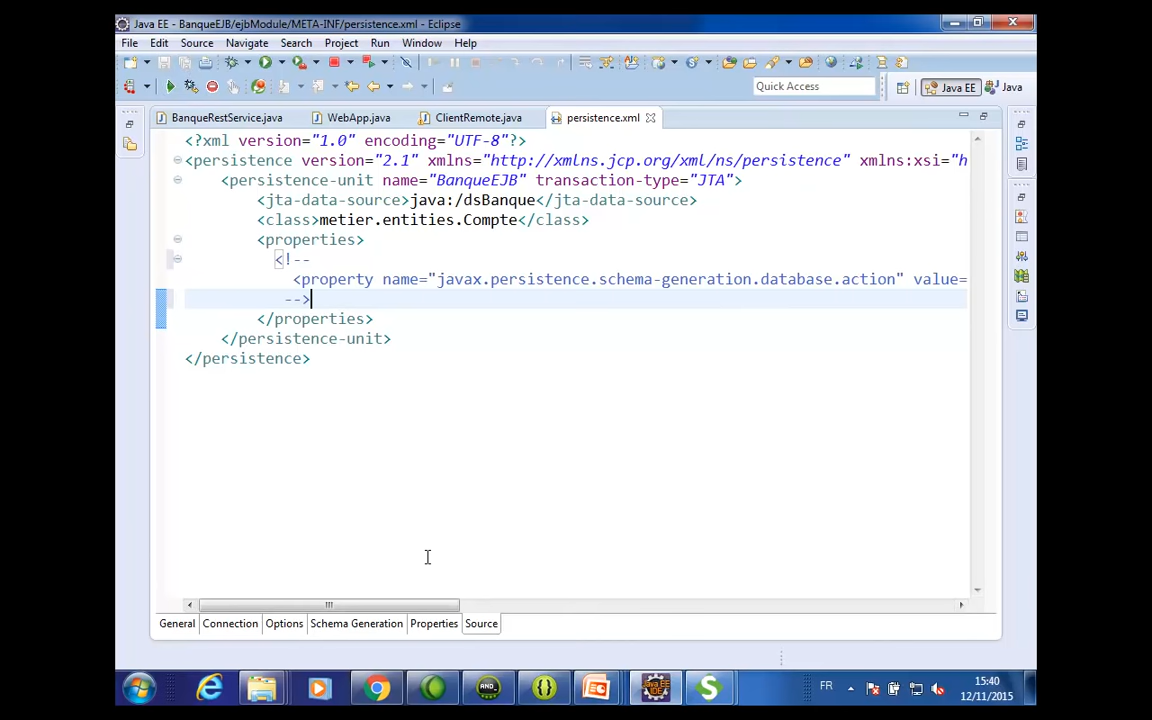 Java EE - BanqueEJB/ejbModule/META-INF/persistence.xml - Eclipse
File Edit Source Navigate Search Project Run Window Help
Quick Access
Java EE
Java
BanqueRestService.java
WebApp.java
ClientRemote.java
persistence.xml
<?xml version="1.0" encoding="UTF-8"?>
<persistence version="2.1" xmlns="http://xmlns.jcp.org/xml/ns/persistence" xmlns:xsi="h
<persistence-unit name="BanqueEJB" transaction-type="JTA">
<jta-data-source>java:/dsBanque</jta-data-source>
<class>metier.entities.Compte</class>
<properties>
<!--
<property name="javax.persistence.schema-generation.database.action" value=
-->
</properties>
</persistence-unit>
</persistence>
General Connection Options Schema Generation Properties Source
AND_
Java EE
IDE
FR
15:40
12/11/2015